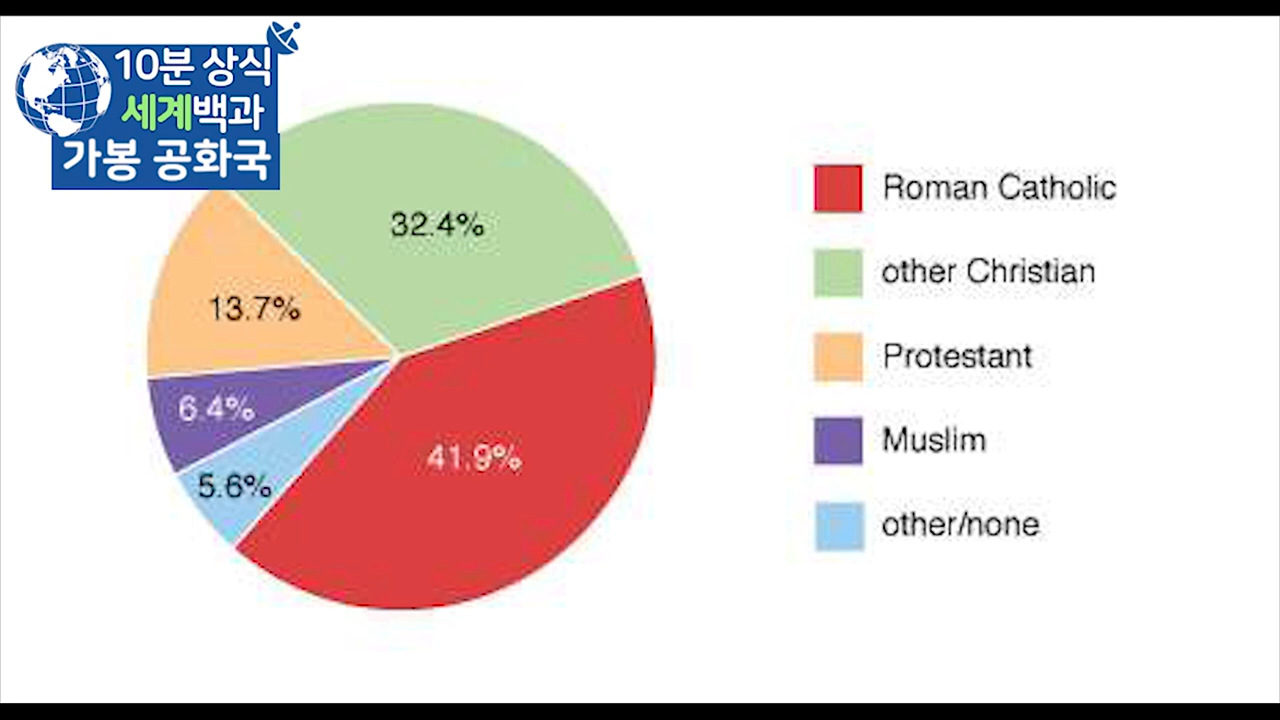 10분 상식
세계백과
가봉 공화국
32.4%
13.7%
6.4%
5.6%
41.9%
Roman Catholic
other Christian
Protestant
Muslim
other/none